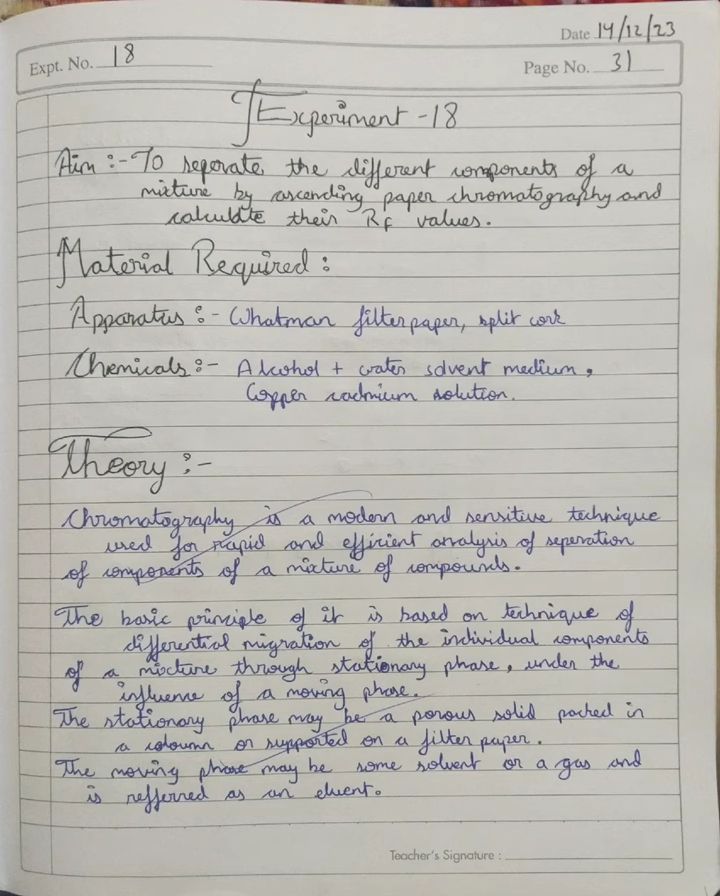 Date 14/12/23
Expt. No. 18
Page No. 31
Experiment -18
Aim :- To seperate the different components of a
mixture by ascending paper chromatography and
calculate their Rf values.
Material Required :
Apparatus :- Whatman filter paper, split cork
Chemicals :- Alcohol + water solvent medium,
Copper cadmium solution.
Theory :-
Chromatography is a modern and sensitive technique
used for rapid and efficient analysis of seperation
of components of a mixture of compounds.
The basic principle of it is based on technique of
differential migration of the individual components
of a mixture through stationary phase, under the
influence of a moving phase.
The stationary phase may be a porous solid packed in
a coloumn or supported on a filter paper.
The moving phase may be some solvent or a gas and
is refferred as an eluent.
Teacher's Signature :